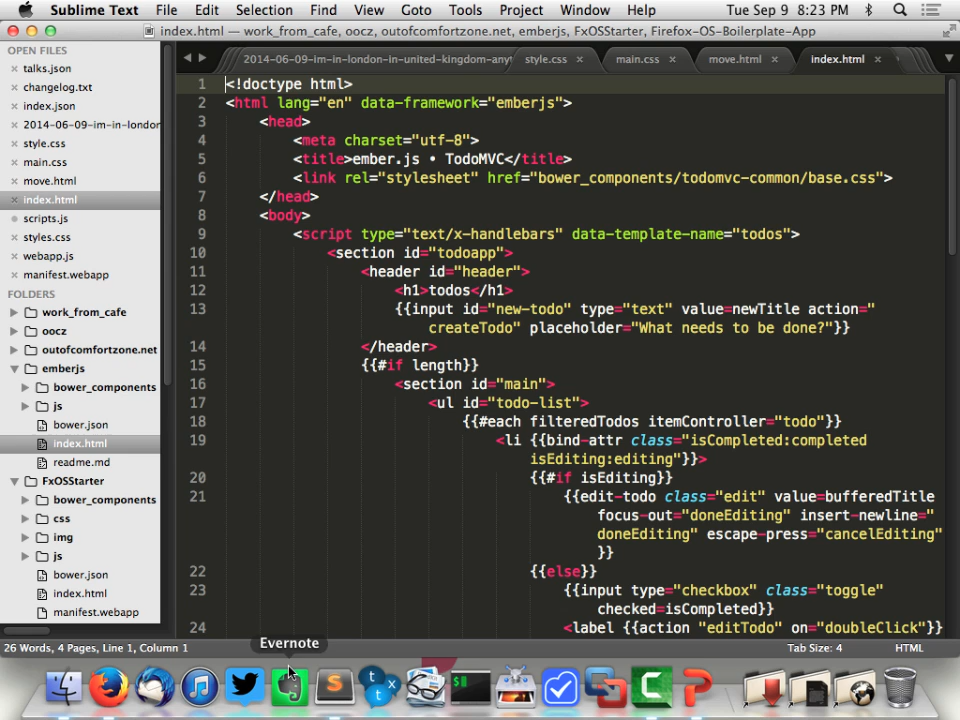 Sublime Text File Edit Selection Find View Goto Tools Project Window Help Tue Sep 9 8:23 PM
index.html — work_from_cafe, oocz, outofcomfortzone.net, emberjs, FxOSStarter, Firefox-OS-Boilerplate-App
OPEN FILES
talks.json
changelog.txt
index.json
2014-06-09-im-in-london
style.css
main.css
move.html
index.html
scripts.js
styles.css
webapp.js
manifest.webapp
FOLDERS
work_from_cafe
oocz
outofcomfortzone.net
emberjs
bower_components
js
bower.json
index.html
readme.md
FxOSStarter
bower_components
css
img
js
bower.json
index.html
manifest.webapp
2014-06-09-im-in-london-in-united-kingdom-any style.css × main.css × move.html × index.html ×
1 <!doctype html>
2 <html lang="en" data-framework="emberjs">
3 <head>
4 <meta charset="utf-8">
5 <title>ember.js • TodoMVC</title>
6 <link rel="stylesheet" href="bower_components/todomvc-common/base.css">
7 </head>
8 <body>
9 <script type="text/x-handlebars" data-template-name="todos">
10 <section id="todoapp">
11 <header id="header">
12 <h1>todos</h1>
13 {{input id="new-todo" type="text" value=newTitle action="
createTodo" placeholder="What needs to be done?"}}
14 </header>
15 {{#if length}}
16 <section id="main">
17 <ul id="todo-list">
18 {{#each filteredTodos itemController="todo"}}
19 <li {{bind-attr class="isCompleted:completed
isEditing:editing"}}>
20 {{#if isEditing}}
21 {{edit-todo class="edit" value=bufferedTitle
focus-out="doneEditing" insert-newline="
doneEditing" escape-press="cancelEditing"
}}
22 {{else}}
23 {{input type="checkbox" class="toggle"
checked=isCompleted}}
24 <label {{action "editTodo" on="doubleClick"}}
26 Words, 4 Pages, Line 1, Column 1 Tab Size: 4 HTML
Evernote